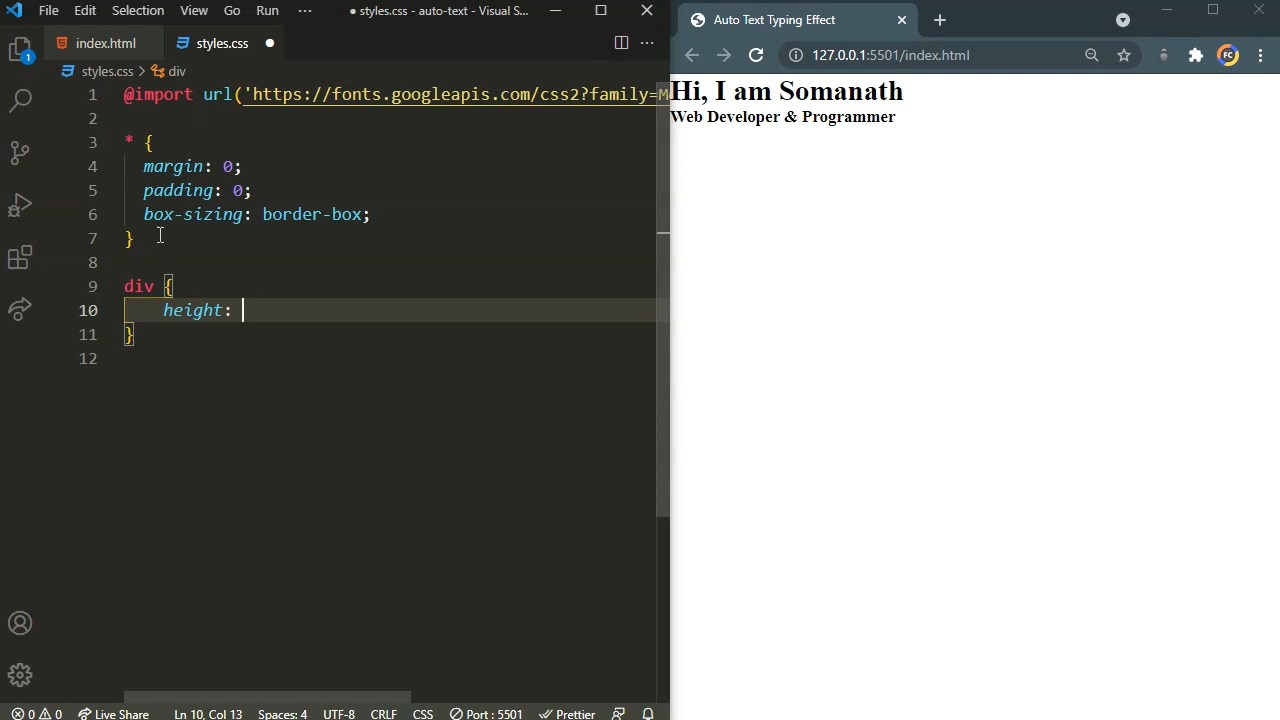 File Edit Selection View Go Run ··· ● styles.css - auto-text - Visual S...
index.html styles.css ●
styles.css > div
1 @import url('https://fonts.googleapis.com/css2?family=M
2
3 * {
4 margin: 0;
5 padding: 0;
6 box-sizing: border-box;
7 }
8
9 div {
10 height:
11 }
12
1
0 0 Live Share Ln 10, Col 13 Spaces: 4 UTF-8 CRLF CSS Port : 5501 Prettier
Auto Text Typing Effect
127.0.0.1:5501/index.html FC
Hi, I am Somanath
Web Developer & Programmer